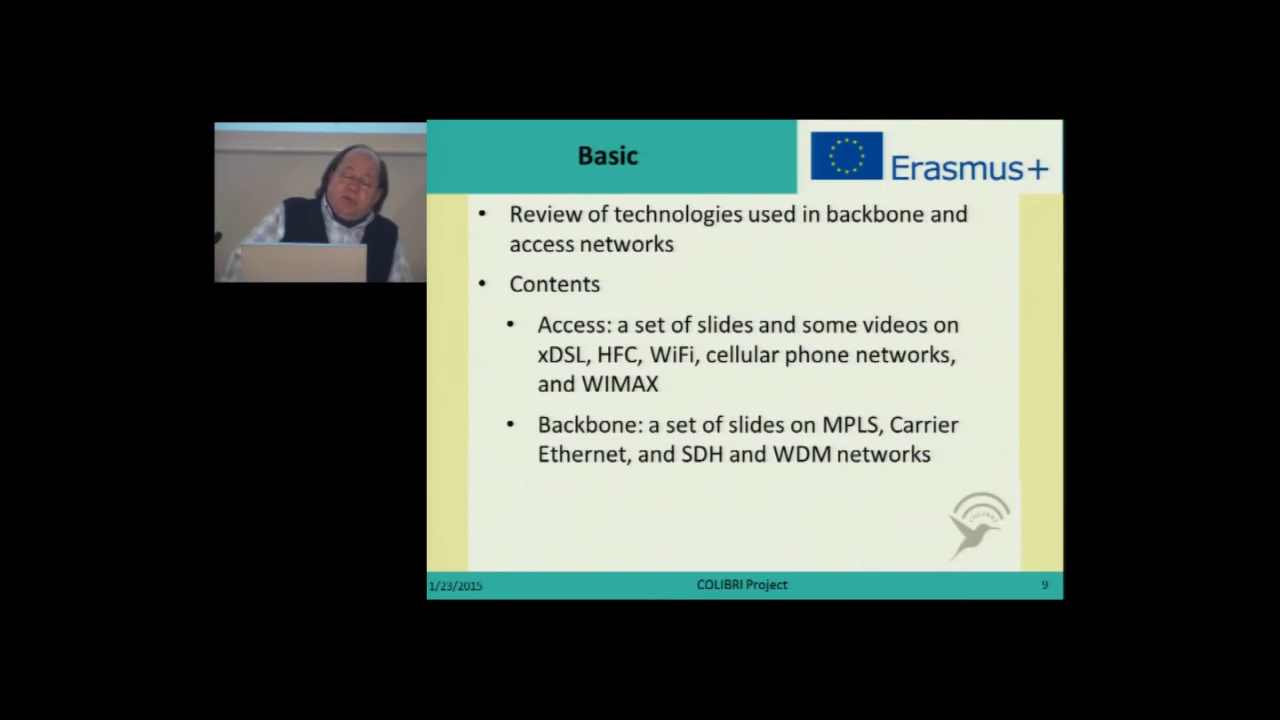 Basic
Erasmus+
• Review of technologies used in backbone and
access networks
• Contents
• Access: a set of slides and some videos on
xDSL, HFC, WiFi, cellular phone networks,
and WIMAX
• Backbone: a set of slides on MPLS, Carrier
Ethernet, and SDH and WDM networks
COLIBRI
1/23/2015
COLIBRI Project
9